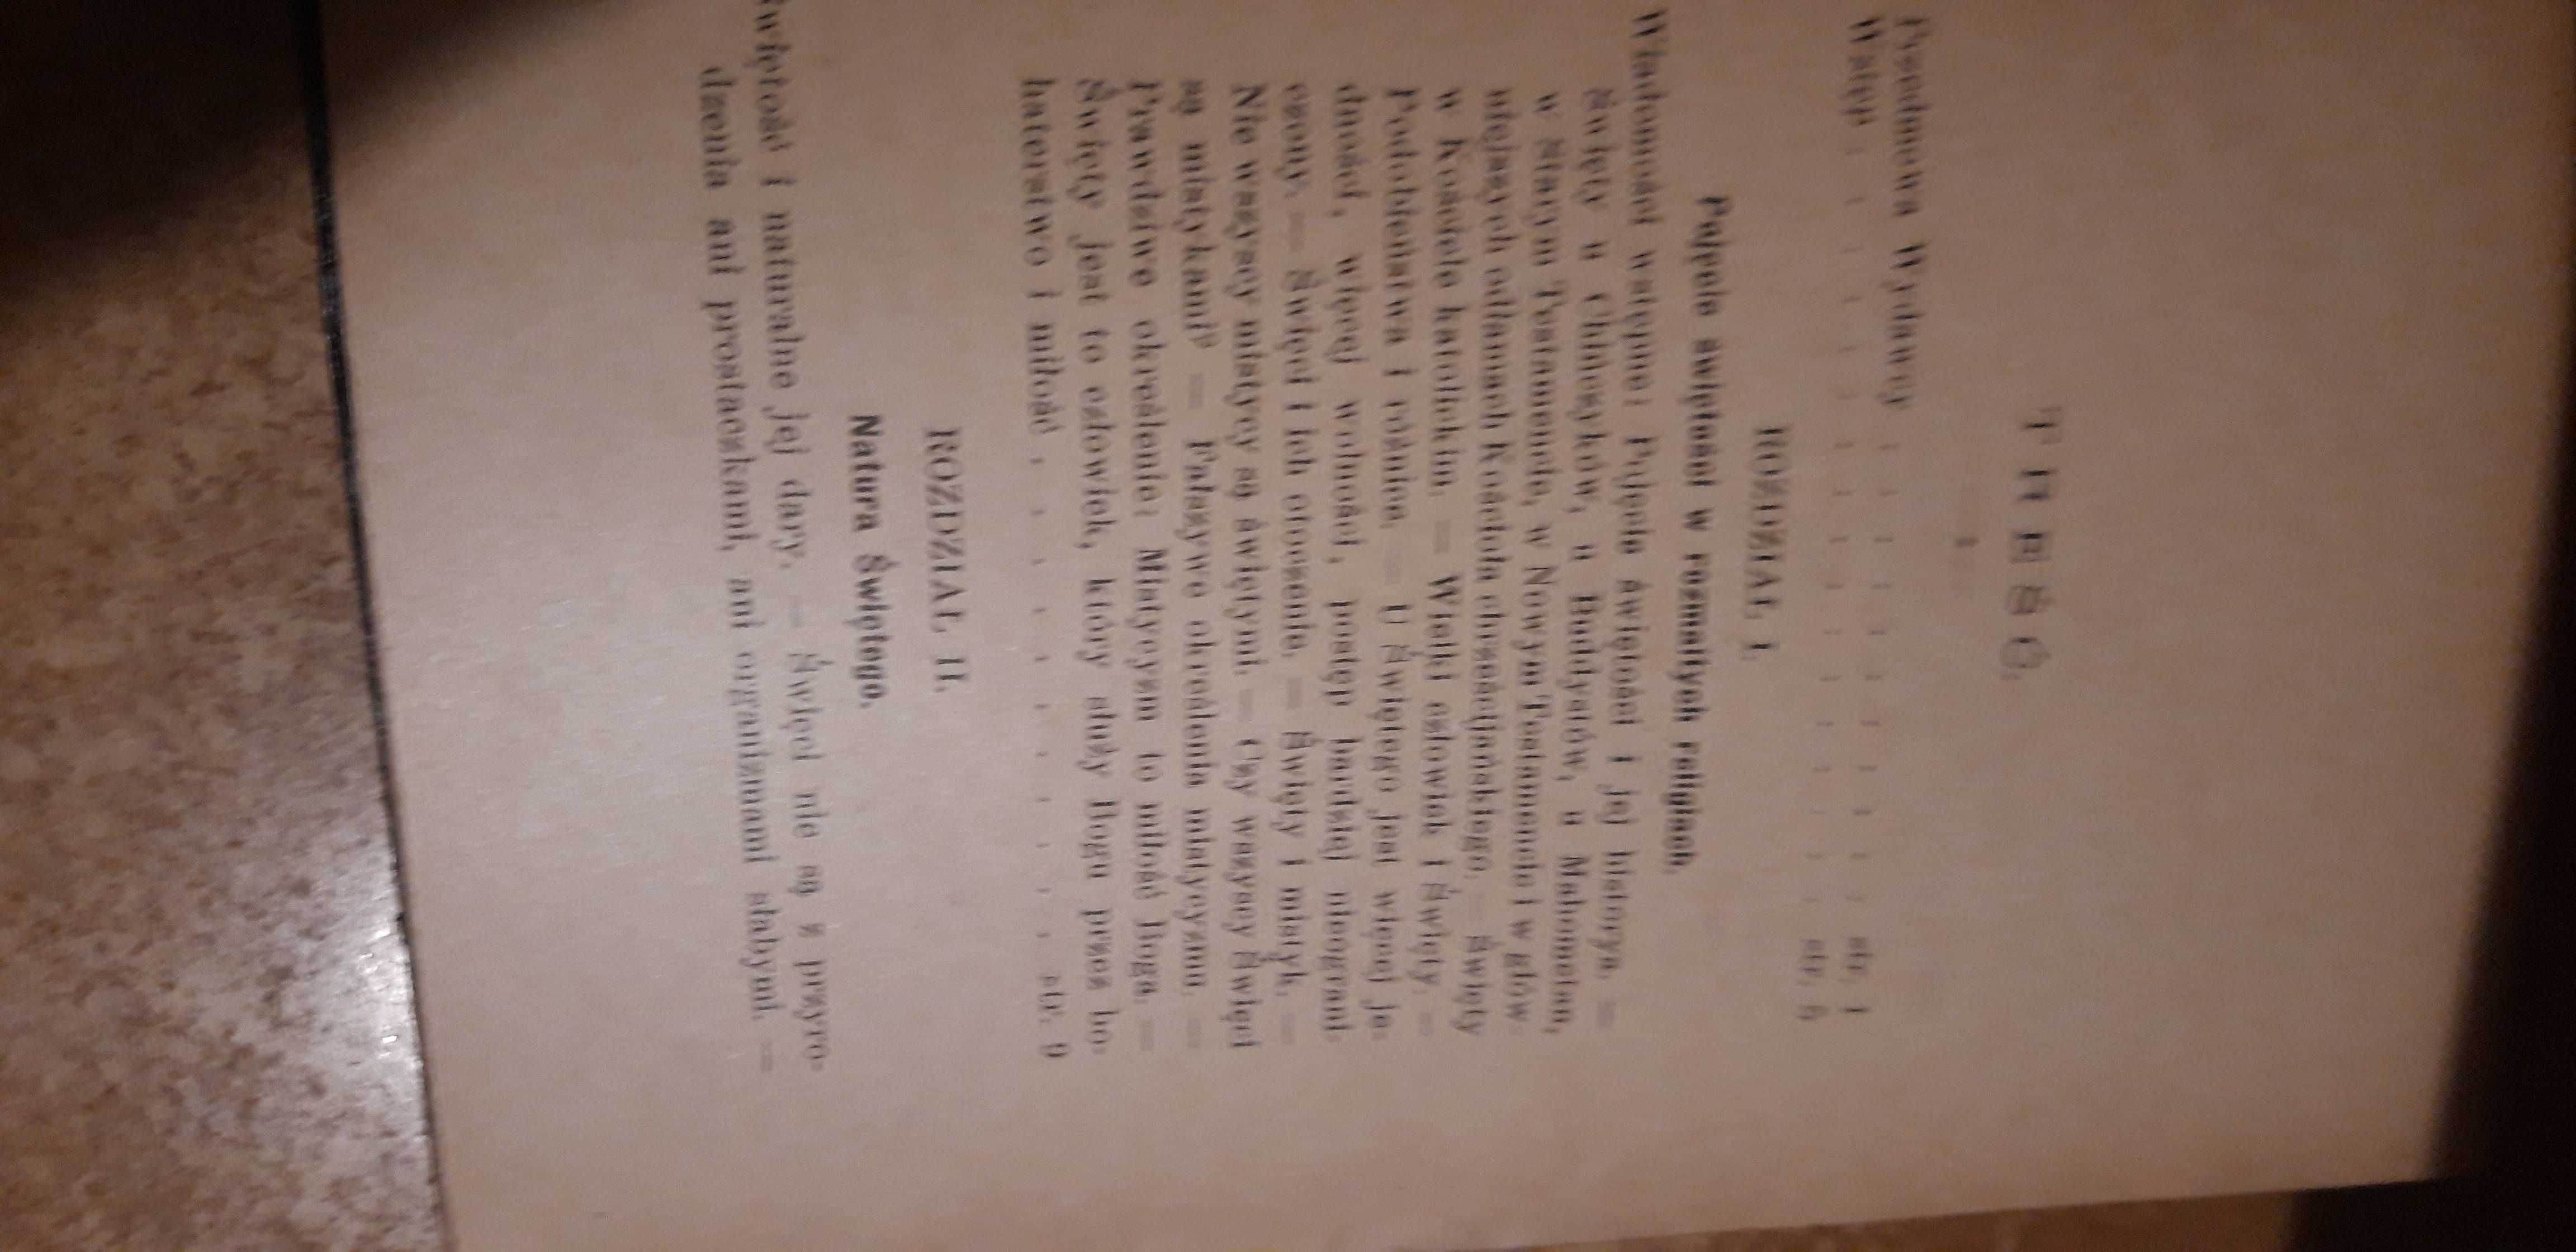 TREŚĆ.
Przedmowa Wydawcy . . . . . . . . . . . str. 1
Wstęp . . . . . . . . . . . . . . str.
ROZDZIAŁ I.
Pojęcie świętości w rozmaitych religiach.
Wiadomości wstępne: Pojęcie świętości i jej historya. —
Święty u Chińczyków, u Buddystów, u Mahometan,
w Starym Testamencie, w Nowym Testamencie i w głów-
niejszych odłamach Kościoła chrześcijańskiego. — Święty
w Kościele katolickim. — Wielki człowiek i Święty. —
Podobieństwa i różnice. — U Świętego jest więcej je-
dności, więcej wolności, postęp bardziej nieograni-
czony. — Święci i ich otoczenie. — Święty i mistyk. —
Nie wszyscy mistycy są świętymi. — Czy wszyscy Święci
są mistykami? — Fałszywe określenia mistycyzmu. —
Prawdziwe określenie: Mistycyzm to miłość Boga. —
Święty jest to człowiek, który służy Bogu przez bo-
haterstwo i miłość . . . . . . . . . . . str. 9
ROZDZIAŁ II.
Natura Świętego.
Świętość i naturalne jej dary. — Święci nie są z przyro-
dzenia ani prostaczkami, ani organizmami słabymi. —